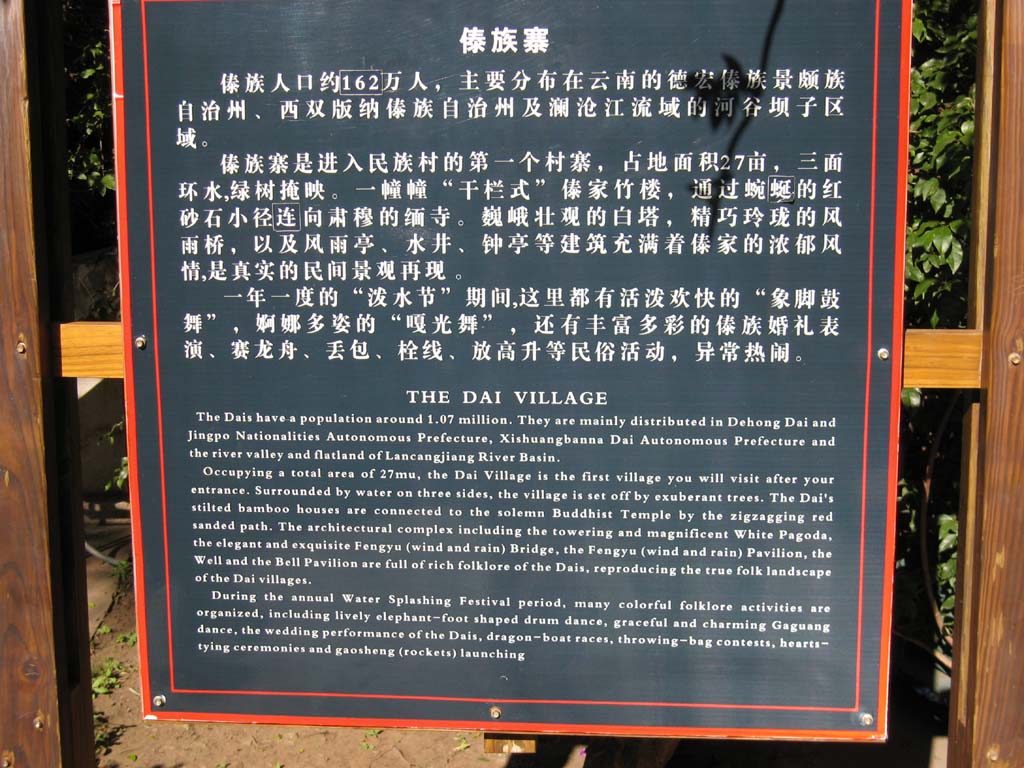 傣族寨
傣族人口约162万人，主要分布在云南的德宏傣族景颇族
自治州、西双版纳傣族自治州及澜沧江流域的河谷坝子区
域。
傣族寨是进入民族村的第一个村寨，占地面积27亩，三面
环水,绿树掩映。一幢幢“干栏式”傣家竹楼，通过蜿蜒的红
砂石小径连向肃穆的缅寺。巍峨壮观的白塔，精巧玲珑的风
雨桥，以及风雨亭、水井、钟亭等建筑充满着傣家的浓郁风
情,是真实的民间景观再现。
一年一度的“泼水节”期间,这里都有活泼欢快的“象脚鼓
舞”，婀娜多姿的“嘎光舞”，还有丰富多彩的傣族婚礼表
演、赛龙舟、丢包、栓线、放高升等民俗活动，异常热闹。
THE DAI VILLAGE
The Dais have a population around 1.07 million. They are mainly distributed in Dehong Dai and
Jingpo Nationalities Autonomous Prefecture, Xishuangbanna Dai Autonomous Prefecture and
the river valley and flatland of Lancangjiang River Basin.
Occupying a total area of 27mu, the Dai Village is the first village you will visit after your
entrance. Surrounded by water on three sides, the village is set off by exuberant trees. The Dai's
stilted bamboo houses are connected to the solemn Buddhist Temple by the zigzagging red
sanded path. The architectural complex including the towering and magnificent White Pagoda,
the elegant and exquisite Fengyu (wind and rain) Bridge, the Fengyu (wind and rain) Pavilion, the
Well and the Bell Pavilion are full of rich folklore of the Dais, reproducing the true folk landscape
of the Dai villages.
During the annual Water Splashing Festival period, many colorful folklore activities are
organized, including lively elephant-foot shaped drum dance, graceful and charming Gaguang
dance, the wedding performance of the Dais, dragon-boat races, throwing-bag contests, hearts-
tying ceremonies and gaosheng (rockets) launching